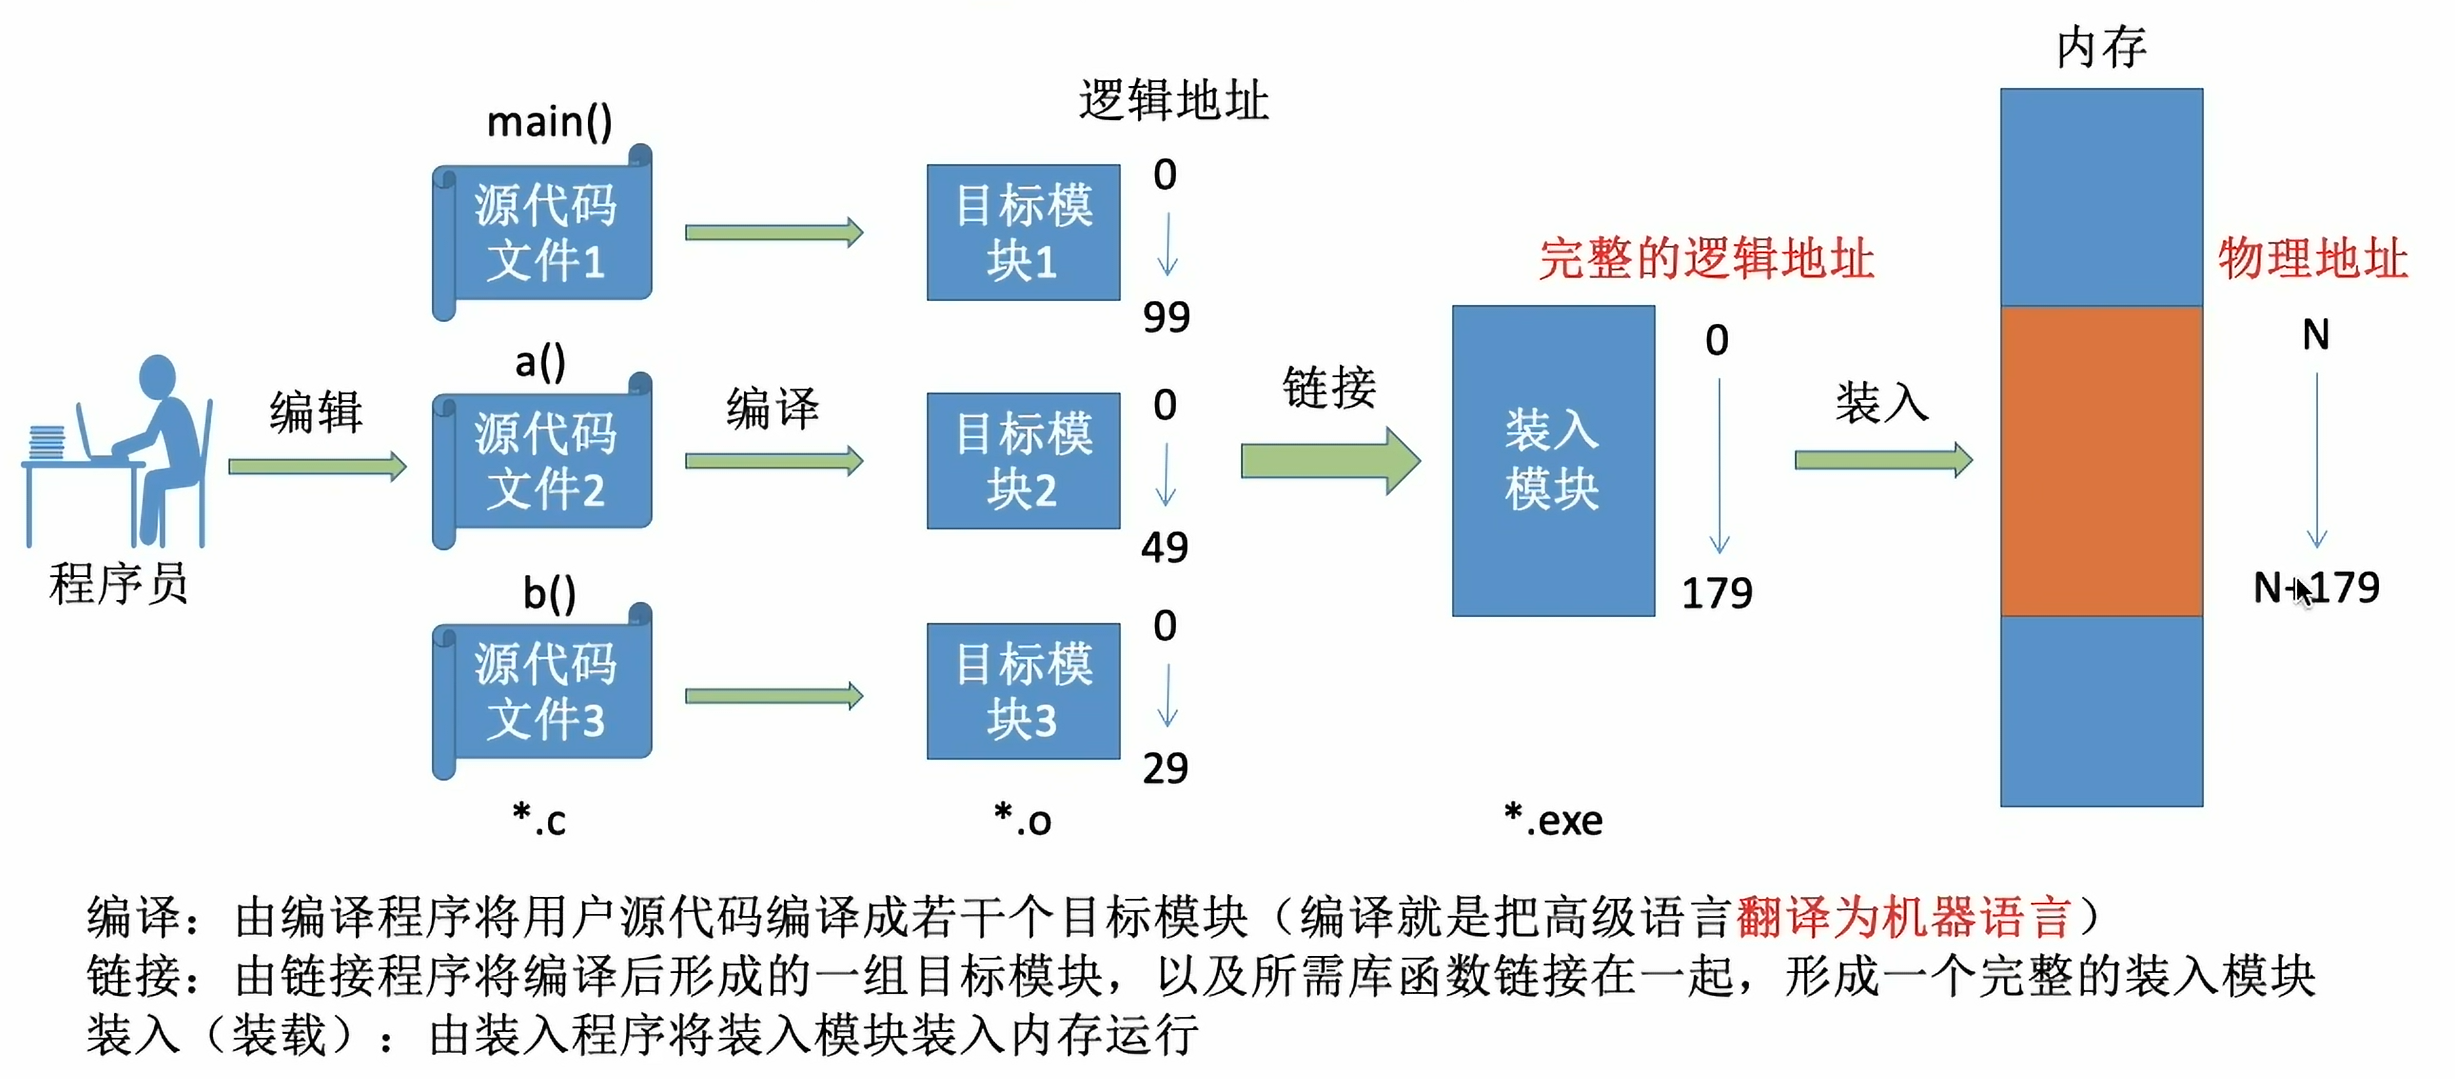 内存
逻辑地址
main()
源代码
文件1
目标模
块1
0
99
完整的逻辑地址
物理地址
a()
编辑
源代码
文件2
编译
目标模
块2
0
49
链接
装入
模块
0
179
装入
N
N+179
程序员
b()
源代码
文件3
目标模
块3
0
29
*.c
*.o
*.exe
编译：由编译程序将用户源代码编译成若干个目标模块（编译就是把高级语言翻译为机器语言）
链接：由链接程序将编译后形成的一组目标模块，以及所需库函数链接在一起，形成一个完整的装入模块
装入（装载）：由装入程序将装入模块装入内存运行